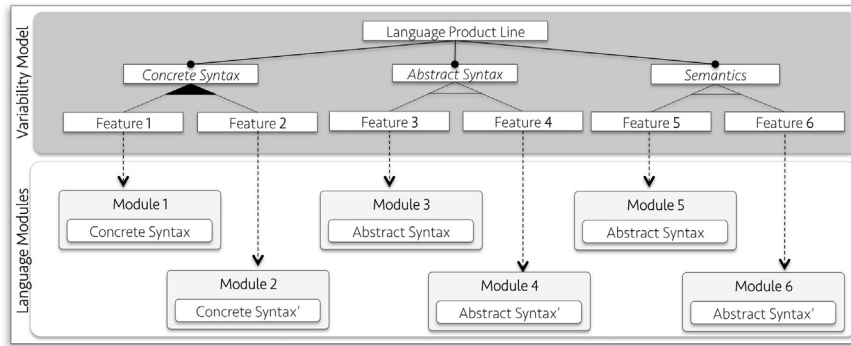 Variability Model
Language Product Line
Concrete Syntax
Abstract Syntax
Semantics
Feature 1
Feature 2
Feature 3
Feature 4
Feature 5
Feature 6
Language Modules
Module 1
Concrete Syntax
Module 3
Abstract Syntax
Module 5
Abstract Syntax
Module 2
Concrete Syntax’
Module 4
Abstract Syntax’
Module 6
Abstract Syntax’